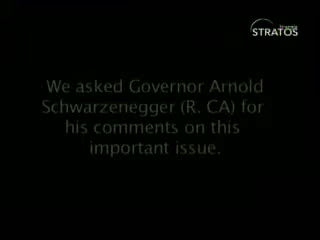 STRATOS
We asked Governor Arnold
Schwarzenegger (R. CA) for
his comments on this
important issue.